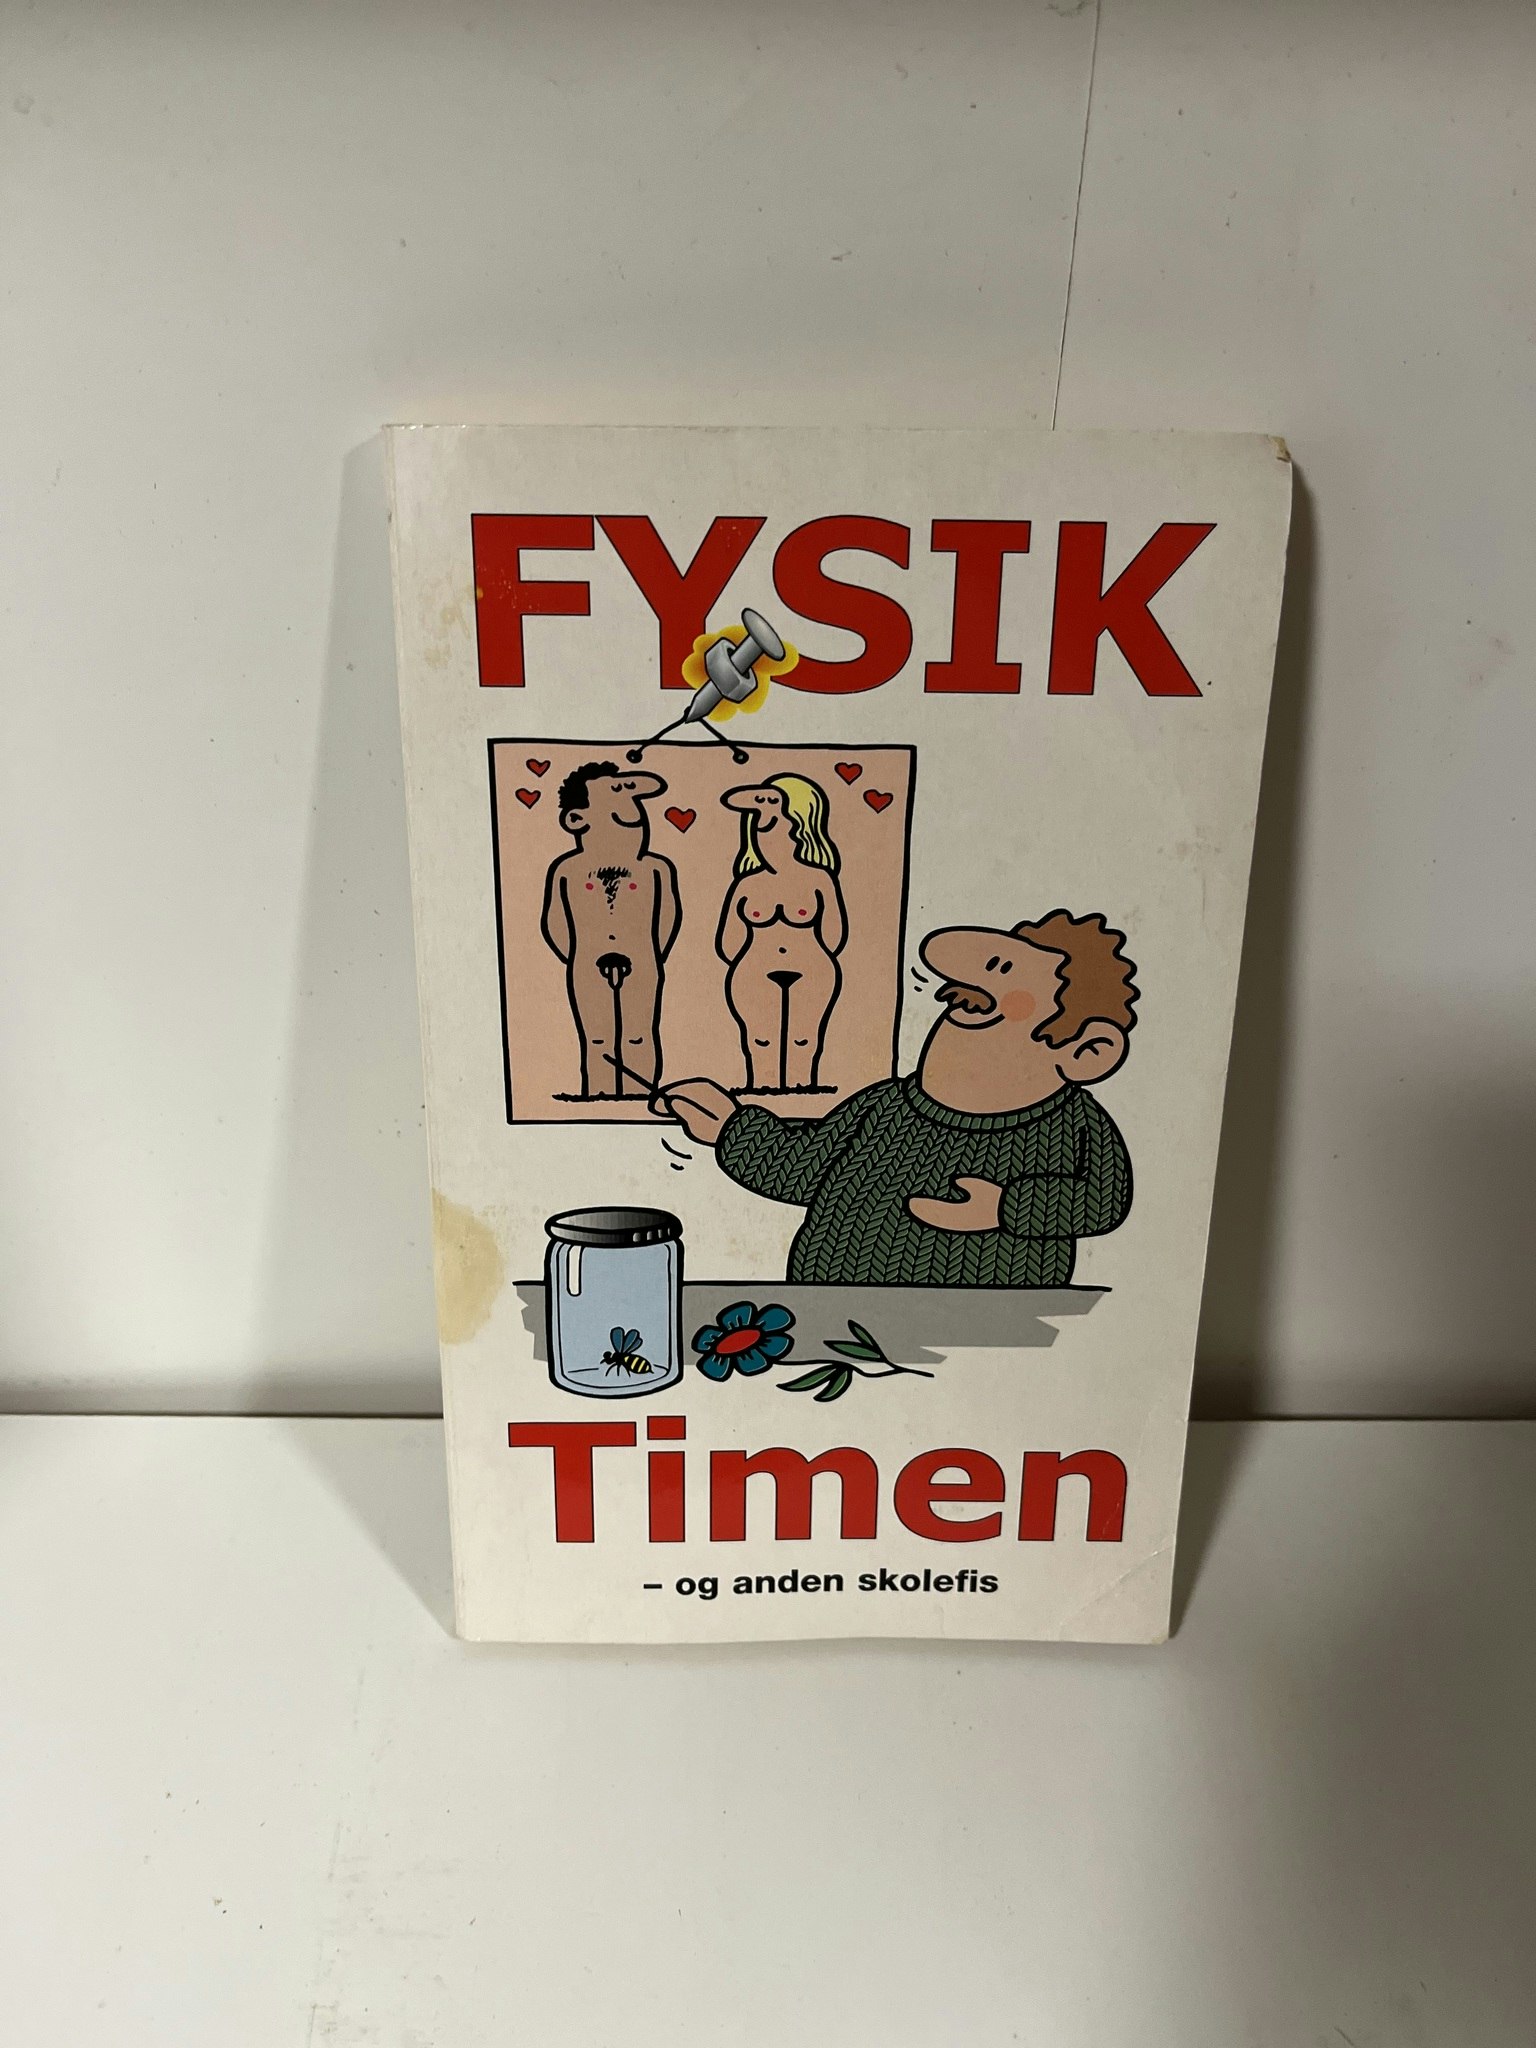 FYSIK
Timen
– og anden skolefis